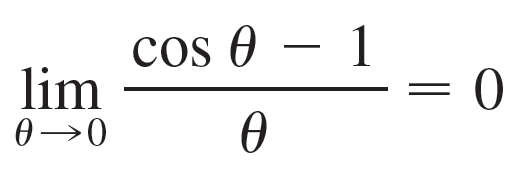 lim θ→0 (cos θ − 1)/θ = 0